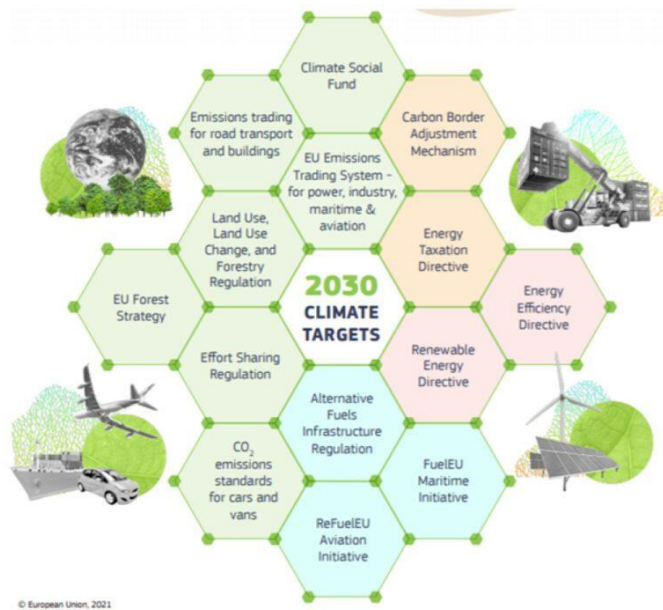 Climate Social
Fund
Emissions trading
for road transport
and buildings
Carbon Border
Adjustment
Mechanism
EU Emissions
Trading System -
for power, industry,
maritime &
aviation
Land Use,
Land Use
Change, and
Forestry
Regulation
Energy
Taxation
Directive
EU Forest
Strategy
2030
CLIMATE
TARGETS
Energy
Efficiency
Directive
Effort Sharing
Regulation
Renewable
Energy
Directive
Alternative
Fuels
Infrastructure
Regulation
CO₂
emissions
standards
for cars and
vans
FuelEU
Maritime
Initiative
ReFuelEU
Aviation
Initiative
© European Union, 2021